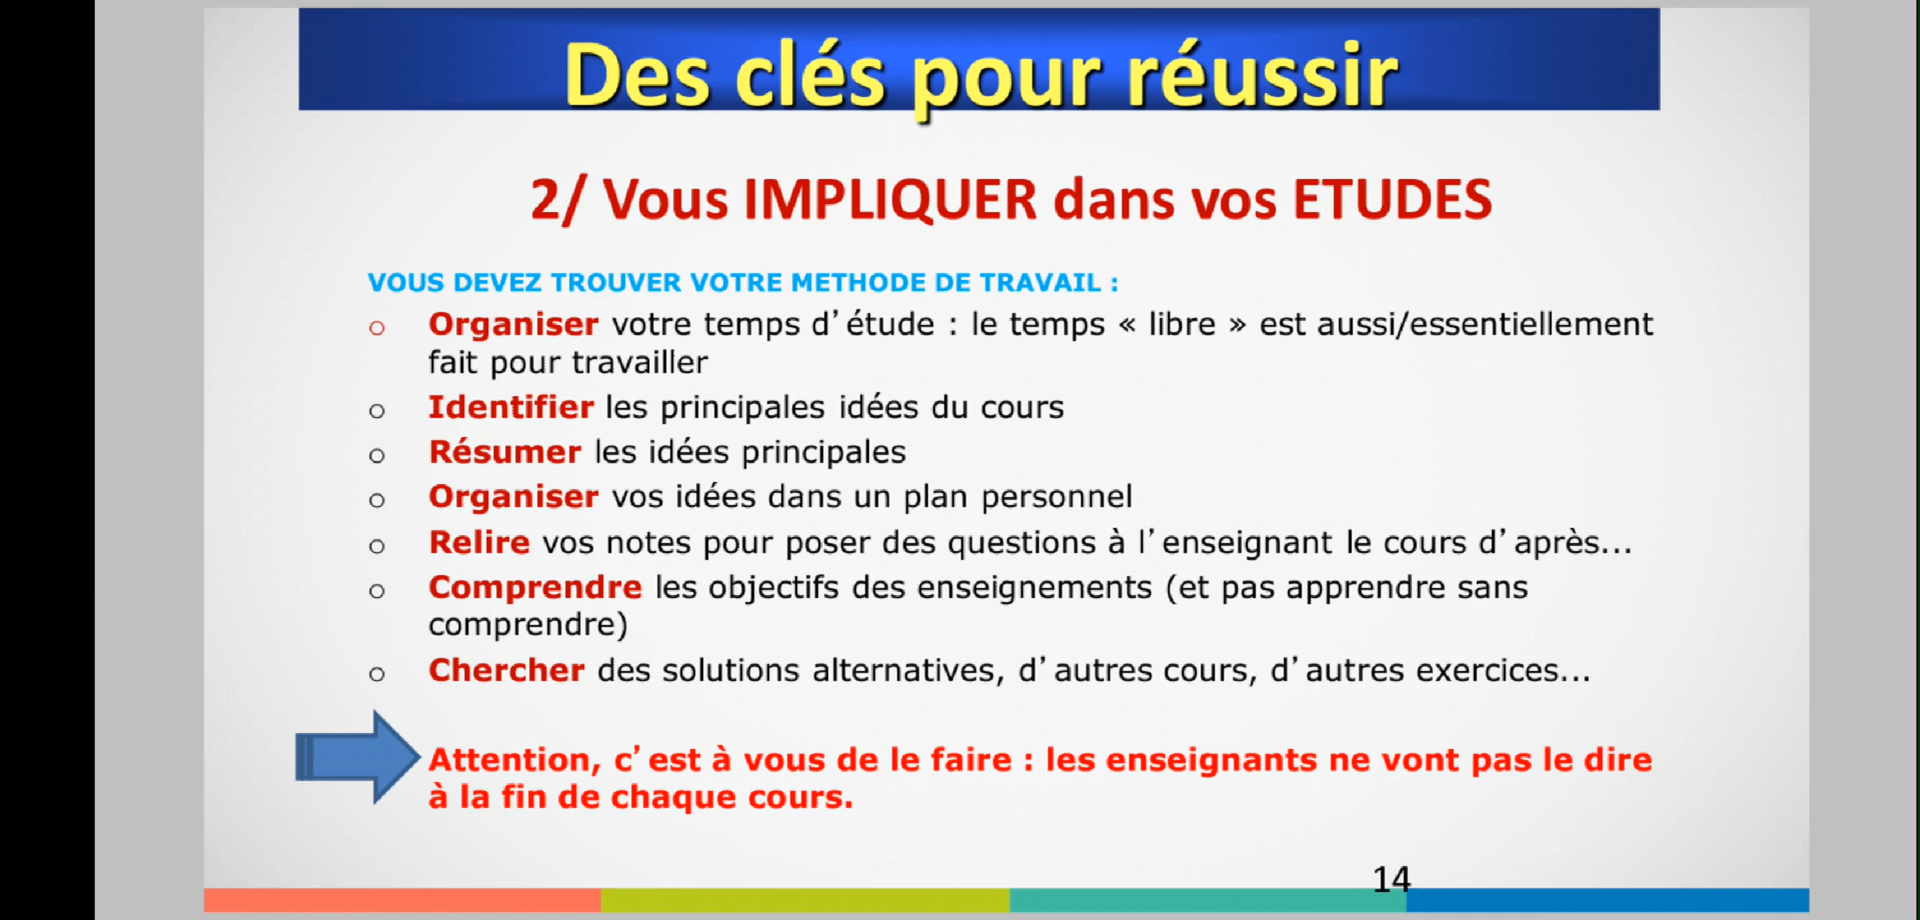 Des clés pour réussir
2/ Vous IMPLIQUER dans vos ETUDES
VOUS DEVEZ TROUVER VOTRE METHODE DE TRAVAIL :
o Organiser votre temps d’étude : le temps « libre » est aussi/essentiellement
fait pour travailler
o Identifier les principales idées du cours
o Résumer les idées principales
o Organiser vos idées dans un plan personnel
o Relire vos notes pour poser des questions à l’enseignant le cours d’après...
o Comprendre les objectifs des enseignements (et pas apprendre sans
comprendre)
o Chercher des solutions alternatives, d’autres cours, d’autres exercices...
Attention, c’est à vous de le faire : les enseignants ne vont pas le dire
à la fin de chaque cours.
14